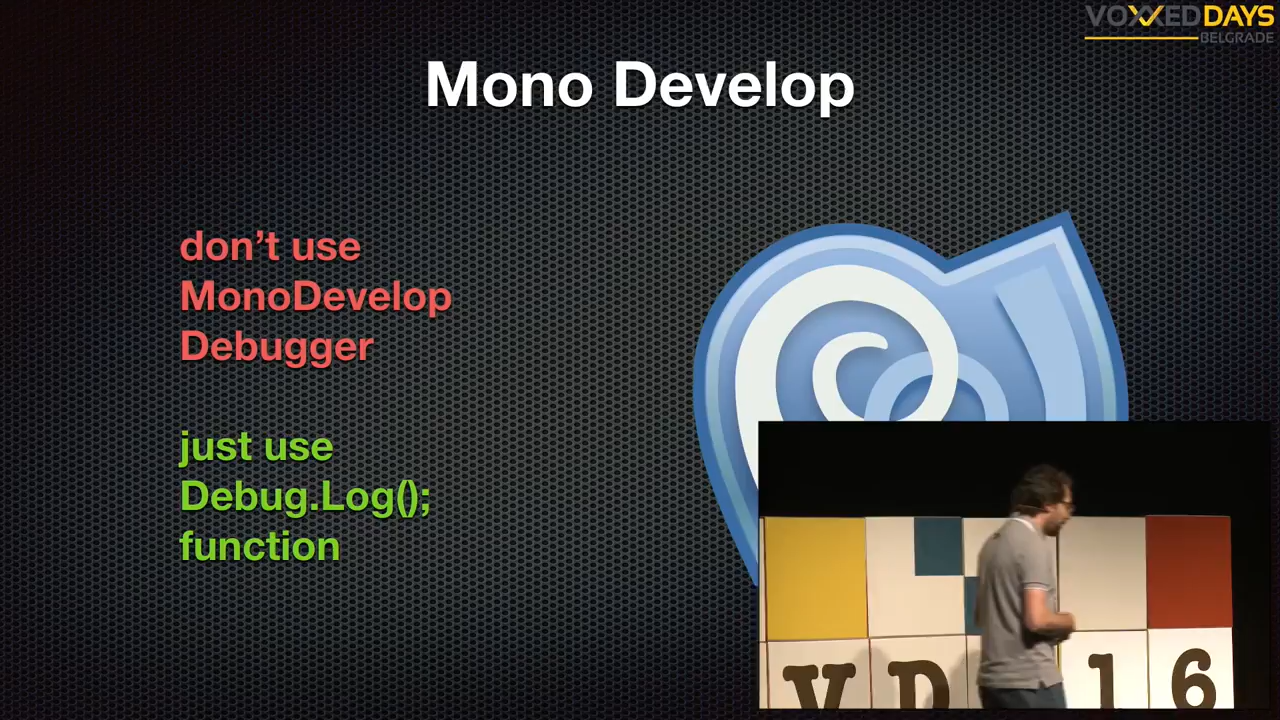 VOXXEDDAYS
BELGRADE
Mono Develop
don’t use
MonoDevelop
Debugger
just use
Debug.Log();
function
V D 16